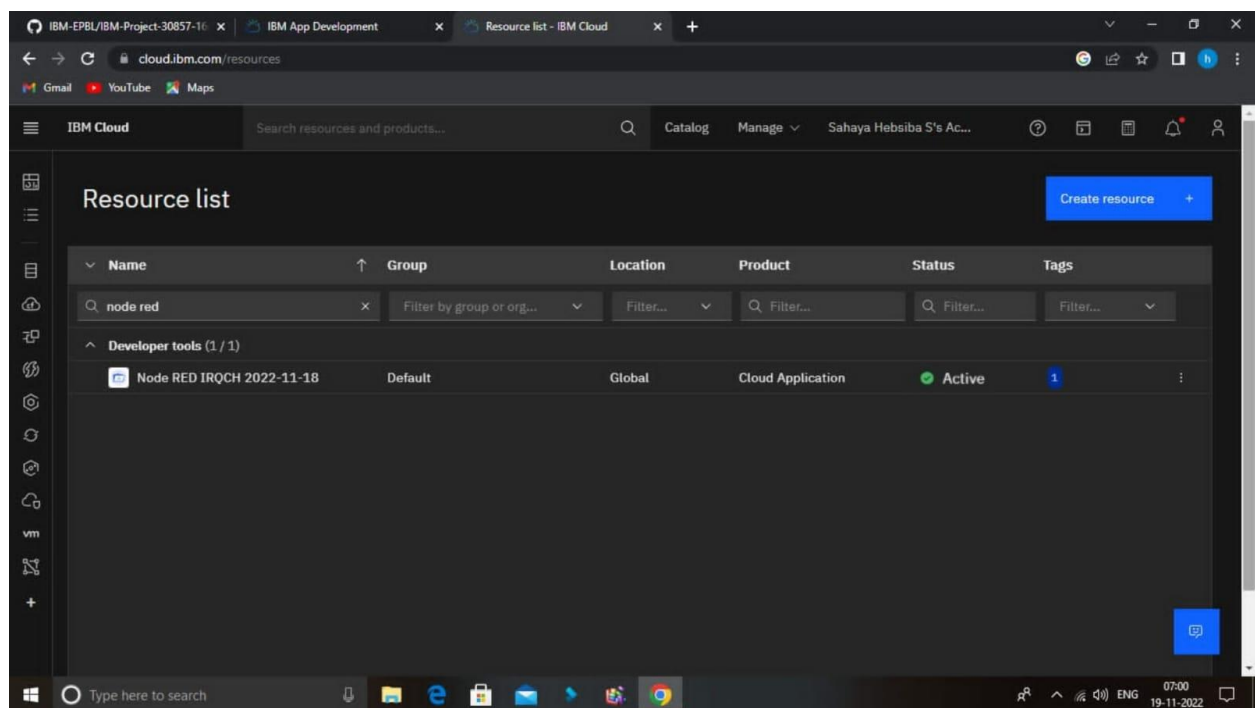 IBM-EPBL/IBM-Project-30857-16 IBM App Development Resource list - IBM Cloud
cloud.ibm.com/resources
Gmail YouTube Maps
IBM Cloud Search resources and products... Catalog Manage Sahaya Hebsiba S's Ac...
Resource list
Create resource +
Name Group Location Product Status Tags
node red Filter by group or org... Filter... Filter... Filter... Filter...
Developer tools (1 / 1)
Node RED IRQCH 2022-11-18 Default Global Cloud Application Active 1
vm
Type here to search ENG 07:00
19-11-2022